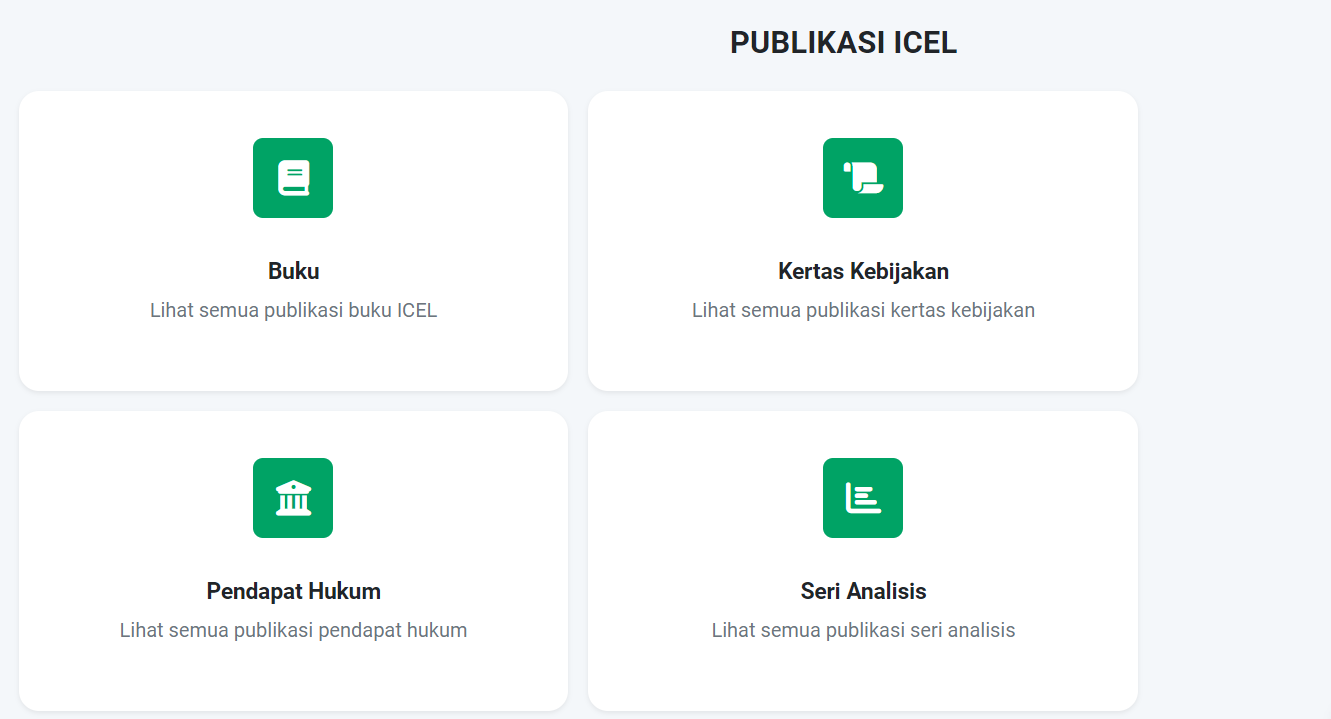 PUBLIKASI ICEL
Buku
Lihat semua publikasi buku ICEL
Kertas Kebijakan
Lihat semua publikasi kertas kebijakan
Pendapat Hukum
Lihat semua publikasi pendapat hukum
Seri Analisis
Lihat semua publikasi seri analisis